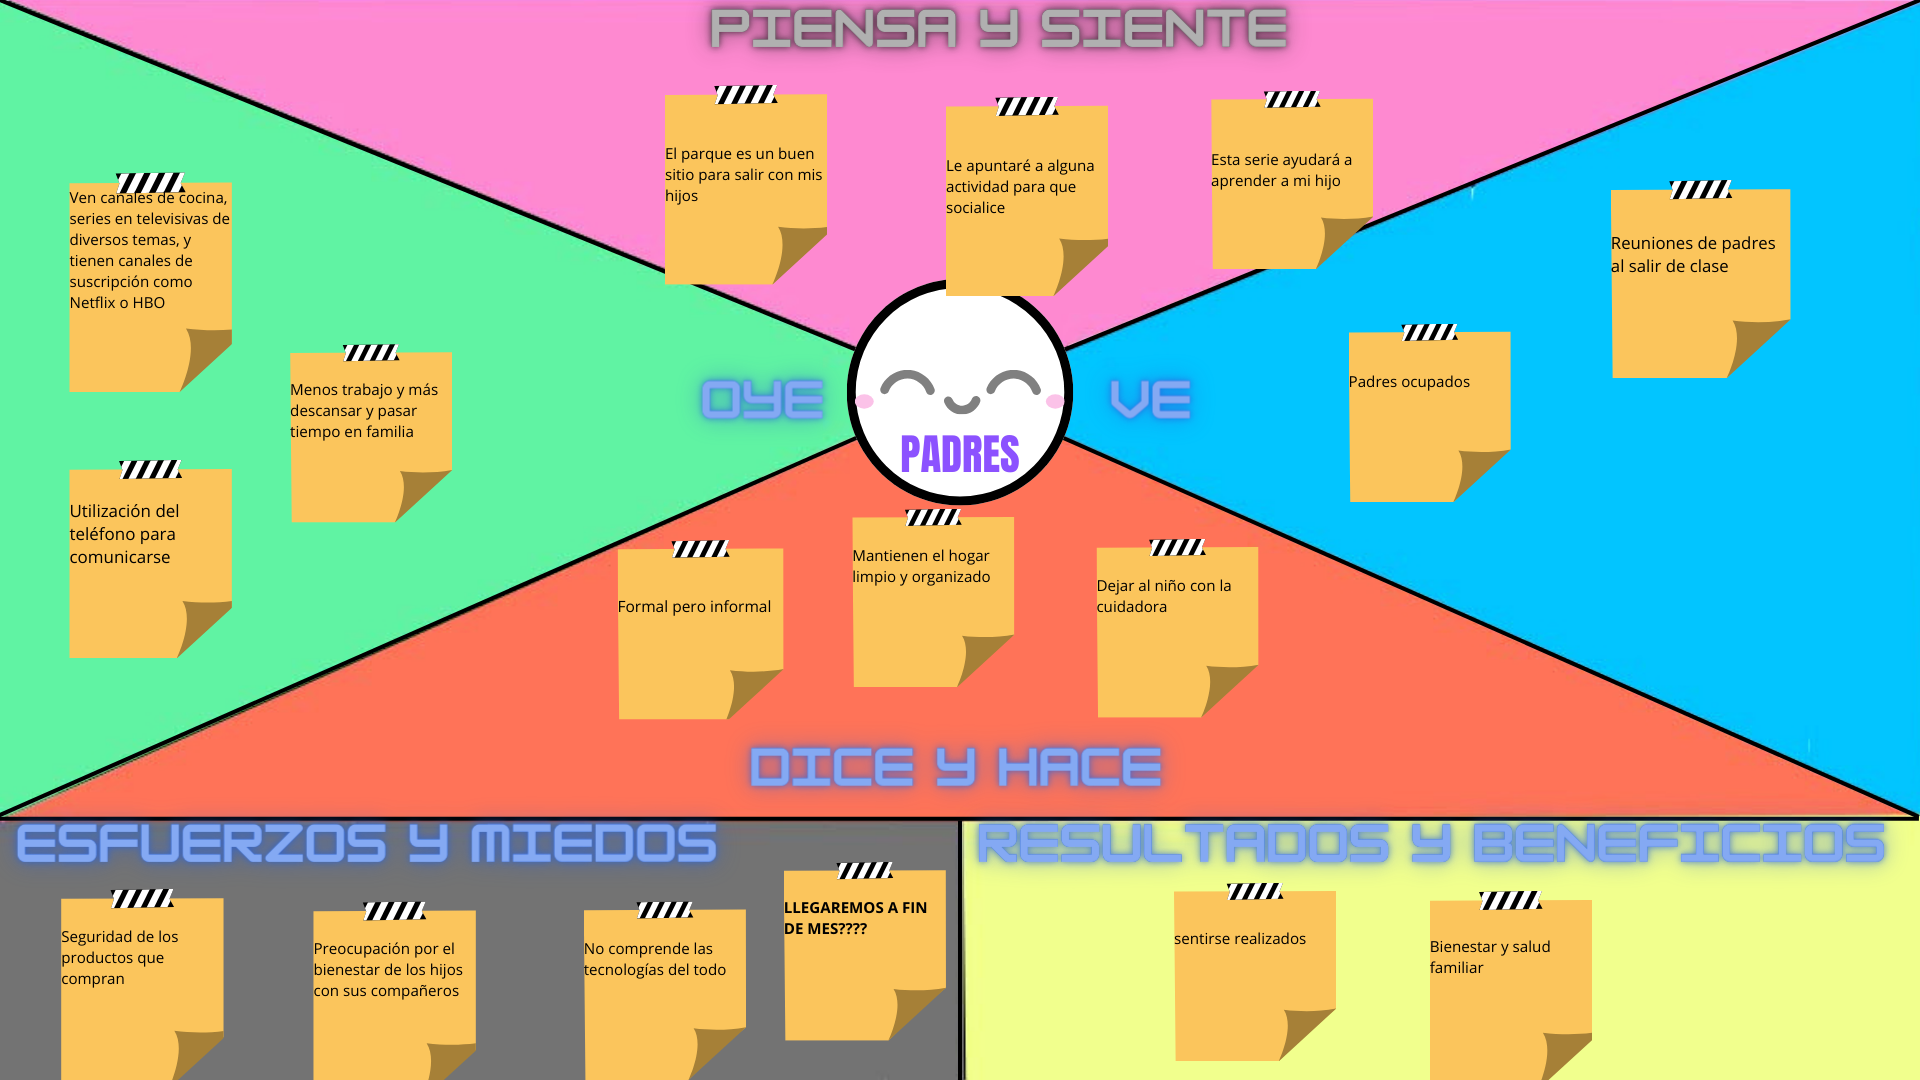 PIENSA Y SIENTE
El parque es un buen
sitio para salir con mis
hijos
Le apuntaré a alguna
actividad para que
socialice
Esta serie ayudará a
aprender a mi hijo
Ven canales de cocina,
series en televisivas de
diversos temas, y
tienen canales de
suscripción como
Netflix o HBO
Menos trabajo y más
descansar y pasar
tiempo en familia
Utilización del
teléfono para
comunicarse
OYE
PADRES
VE
Padres ocupados
Reuniones de padres
al salir de clase
Formal pero informal
Mantienen el hogar
limpio y organizado
Dejar al niño con la
cuidadora
DICE Y HACE
ESFUERZOS Y MIEDOS
Seguridad de los
productos que
compran
Preocupación por el
bienestar de los hijos
con sus compañeros
No comprende las
tecnologías del todo
LLEGAREMOS A FIN
DE MES????
RESULTADOS Y BENEFICIOS
sentirse realizados
Bienestar y salud
familiar